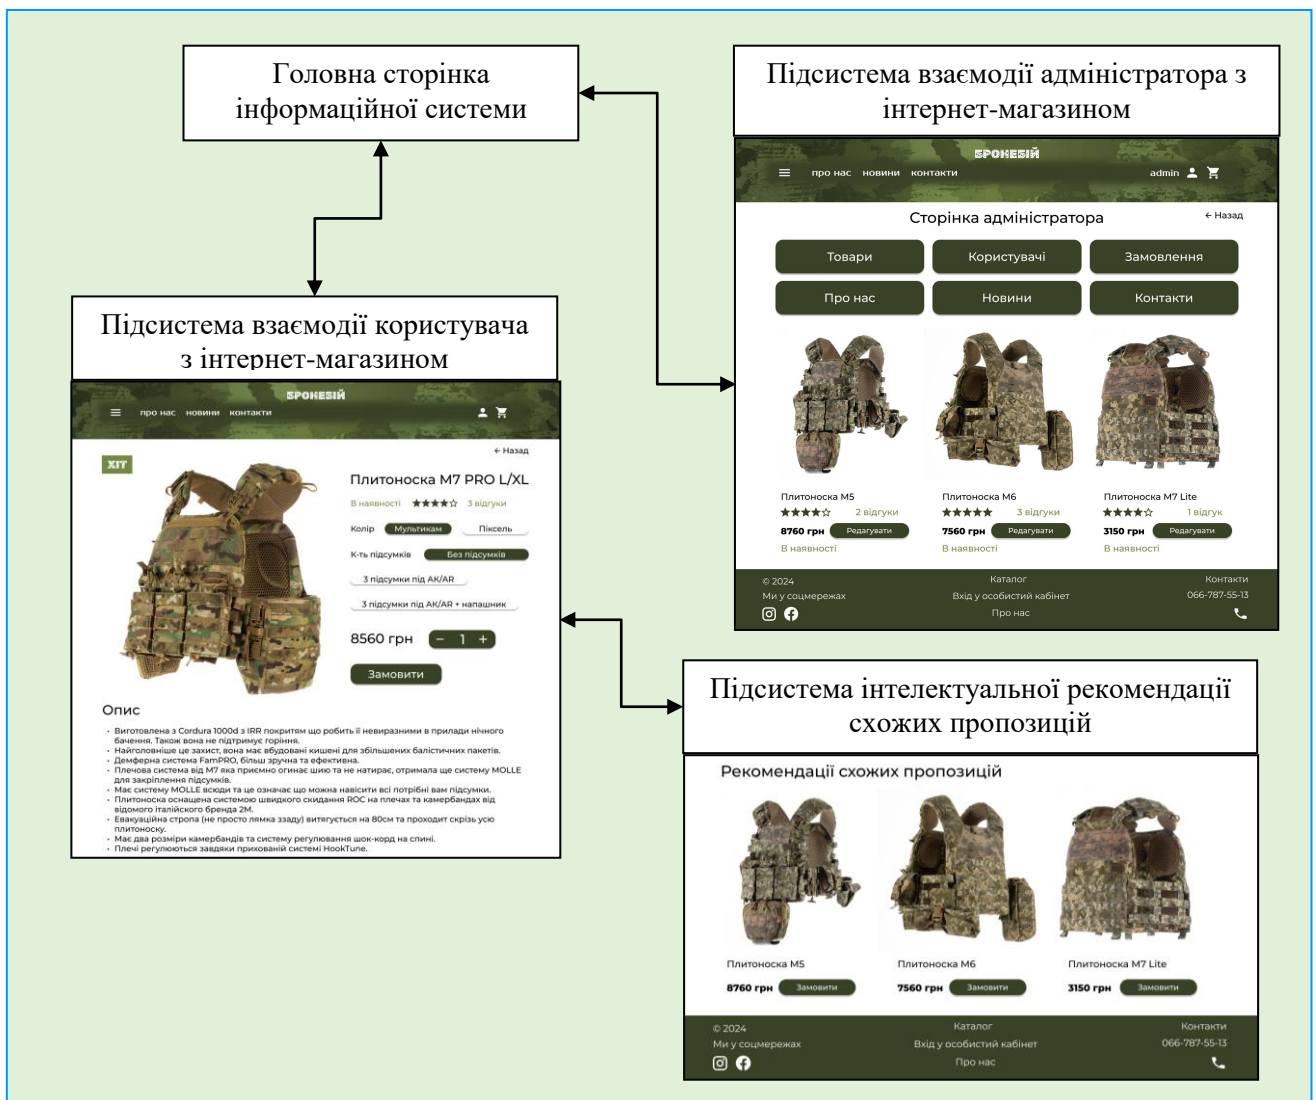 Головна сторінка
інформаційної системи
Підсистема взаємодії адміністратора з
інтернет-магазином
БРОНЕБІЙ
про нас новини контакти
admin
Сторінка адміністратора
← Назад
Товари
Користувачі
Замовлення
Про нас
Новини
Контакти
Плитоноска М5
2 відгуки
8760 грн
Редагувати
В наявності
Плитоноска М6
3 відгуки
7560 грн
Редагувати
В наявності
Плитоноска М7 Lite
1 відгук
3150 грн
Редагувати
В наявності
© 2024
Ми у соцмережах
Каталог
Вхід у особистий кабінет
Про нас
Контакти
066-787-55-13
Підсистема взаємодії користувача
з інтернет-магазином
БРОНЕБІЙ
про нас новини контакти
← Назад
ХІТ
Плитоноска M7 PRO L/XL
В наявності
3 відгуки
Колір
Мультикам
Піксель
К-ть підсумків
Без підсумків
3 підсумки під AK/AR
3 підсумки під AK/AR + напашник
8560 грн
− 1 +
Замовити
Опис
• Виготовлена з Cordura 1000d з IRR покритям що робить її невиразними в прилади нічного
бачення. Також вона не підтримує горіння.
• Найголовніше це захист, вона має вбудовані кишені для збільшених балістичних пакетів.
• Демферна система FamPRO, більш зручна та ефективна.
• Плечова система від М7 яка приємно огинає шию та не натирає, отримала ще систему MOLLE
для закріплення підсумків.
• Має систему MOLLE всюди та це означає що можна навісити всі потрібні вам підсумки.
• Плитоноска оснащена системою швидкого скидання ROC на плечах та камербандах від
відомого італійского бренда 2M.
• Евакуаційна стропа (не просто лямка ззаду) витягується на 80см та проходит скрізь усю
плитоноску.
• Має два розміри камербандів та систему регулювання шок-корд на спині.
• Плечі регулюються завдяки прихованій системі HookTune.
Підсистема інтелектуальної рекомендації
схожих пропозицій
Рекомендації схожих пропозицій
Плитоноска М5
8760 грн
Замовити
Плитоноска М6
7560 грн
Замовити
Плитоноска М7 Lite
3150 грн
Замовити
© 2024
Ми у соцмережах
Каталог
Вхід у особистий кабінет
Про нас
Контакти
066-787-55-13